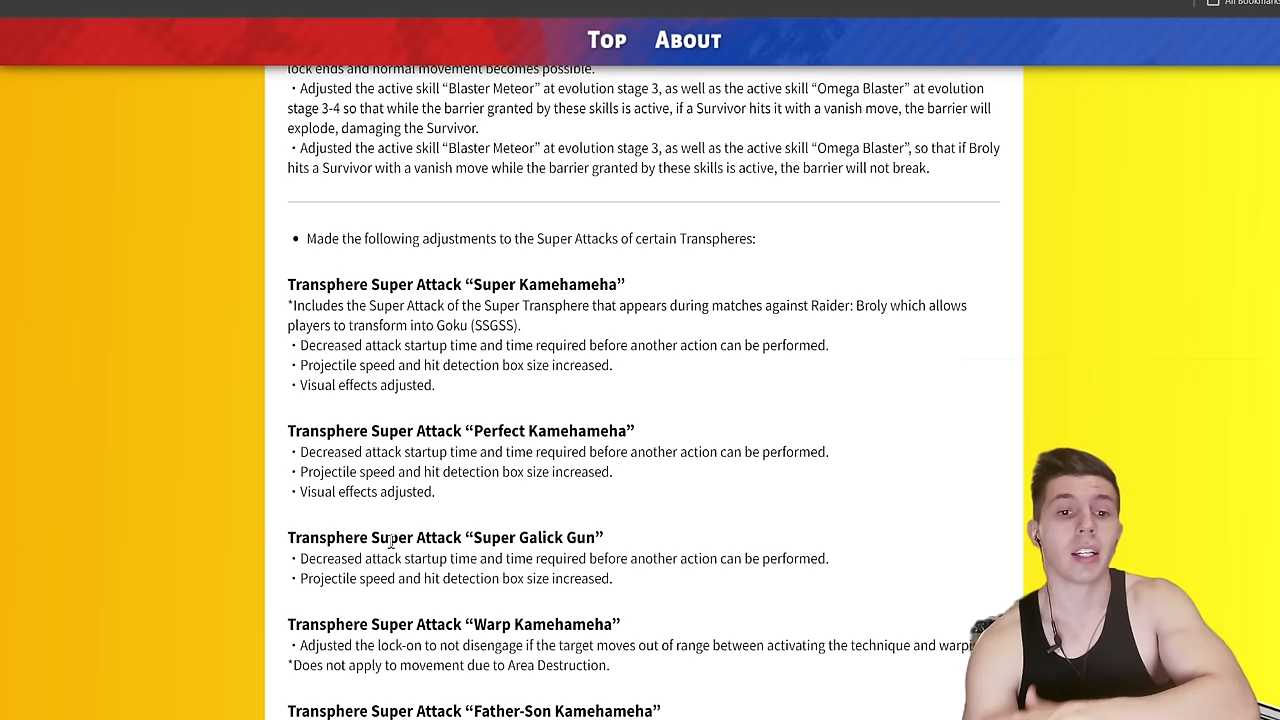 All Bookmarks
TOP ABOUT
lock ends and normal movement becomes possible.
・Adjusted the active skill “Blaster Meteor” at evolution stage 3, as well as the active skill “Omega Blaster” at evolution
stage 3-4 so that while the barrier granted by these skills is active, if a Survivor hits it with a vanish move, the barrier will
explode, damaging the Survivor.
・Adjusted the active skill “Blaster Meteor” at evolution stage 3, as well as the active skill “Omega Blaster”, so that if Broly
hits a Survivor with a vanish move while the barrier granted by these skills is active, the barrier will not break.
• Made the following adjustments to the Super Attacks of certain Transpheres:
Transphere Super Attack “Super Kamehameha”
*Includes the Super Attack of the Super Transphere that appears during matches against Raider: Broly which allows
players to transform into Goku (SSGSS).
・Decreased attack startup time and time required before another action can be performed.
・Projectile speed and hit detection box size increased.
・Visual effects adjusted.
Transphere Super Attack “Perfect Kamehameha”
・Decreased attack startup time and time required before another action can be performed.
・Projectile speed and hit detection box size increased.
・Visual effects adjusted.
Transphere Super Attack “Super Galick Gun”
・Decreased attack startup time and time required before another action can be performed.
・Projectile speed and hit detection box size increased.
Transphere Super Attack “Warp Kamehameha”
・Adjusted the lock-on to not disengage if the target moves out of range between activating the technique and warpi
*Does not apply to movement due to Area Destruction.
Transphere Super Attack “Father-Son Kamehameha”